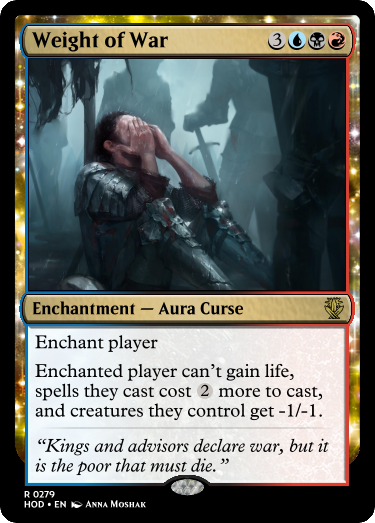 Weight of War 3
Enchantment — Aura Curse
Enchant player
Enchanted player can't gain life,
spells they cast cost 2 more to cast,
and creatures they control get -1/-1.
“Kings and advisors declare war, but it
is the poor that must die.”
R 0279
HOD • EN Anna Moshak